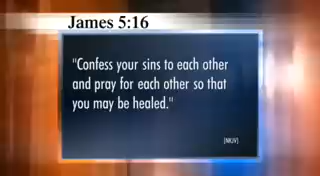 James 5:16
"Confess your sins to each other
and pray for each other so that
you may be healed."
[NKJV]